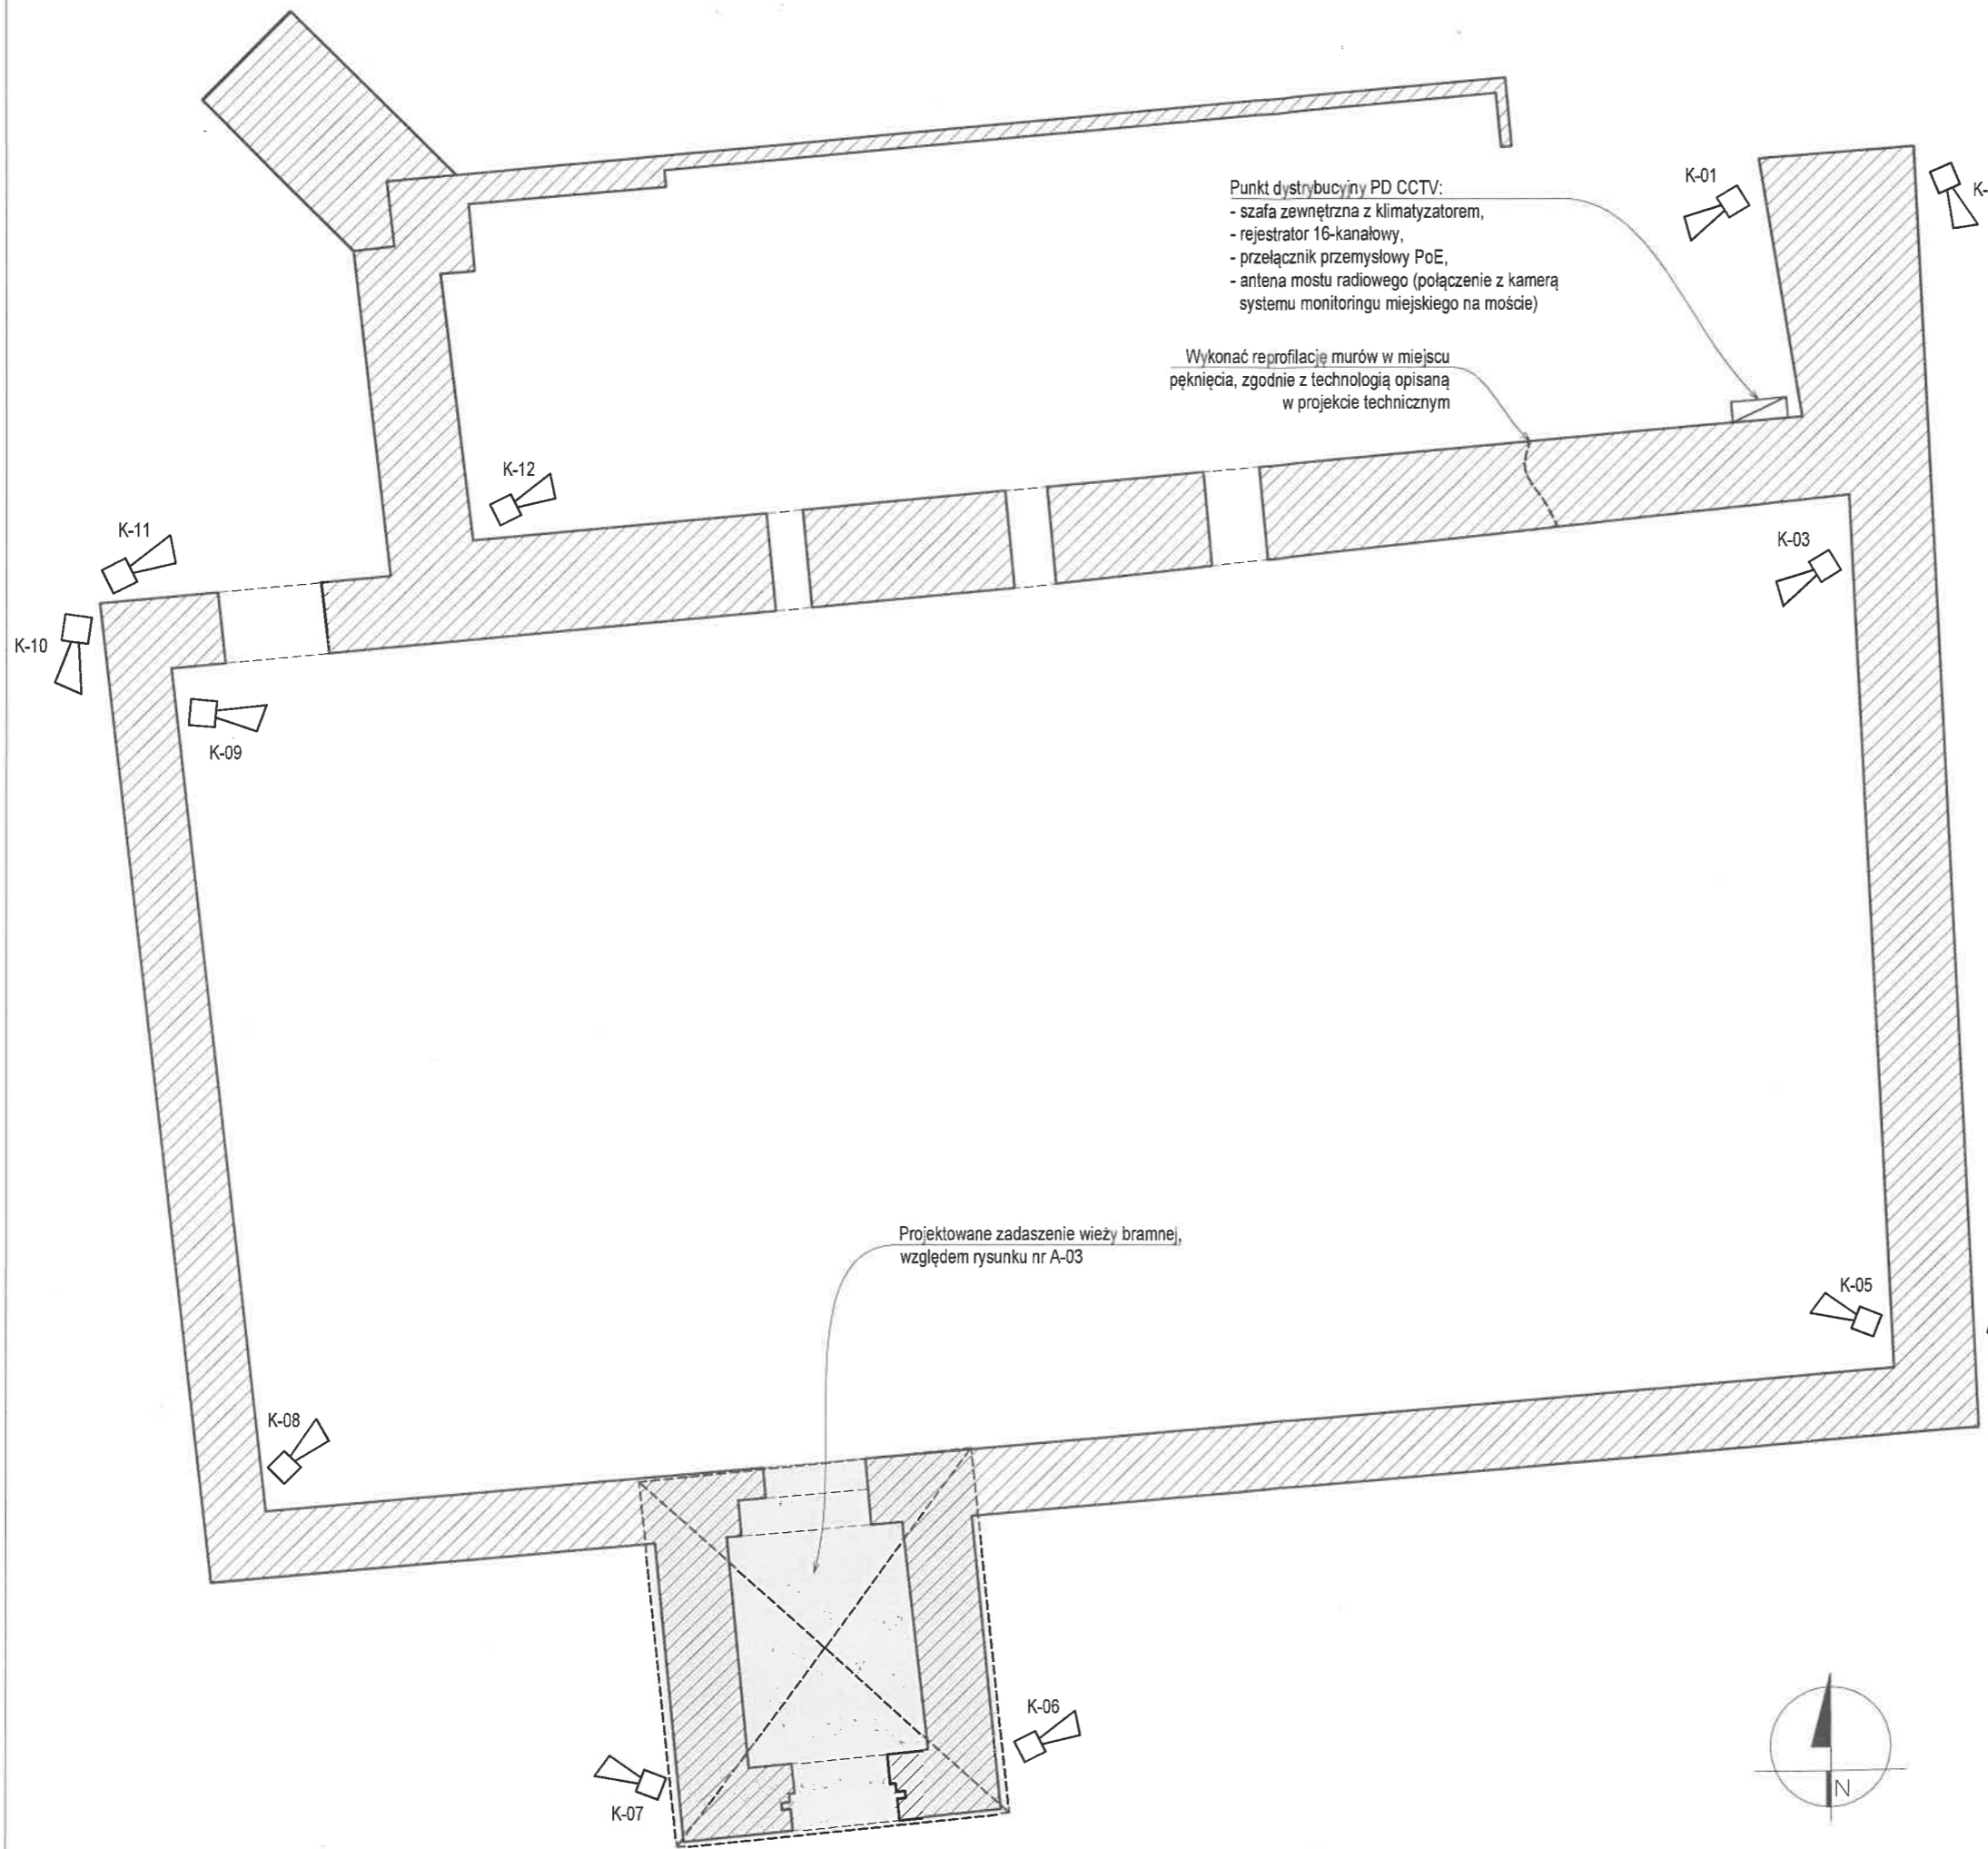 K-01
K-
Punkt dystrybucyjny PD CCTV:
- szafa zewnętrzna z klimatyzatorem,
- rejestrator 16-kanałowy,
- przełącznik przemysłowy PoE,
- antena mostu radiowego (połączenie z kamerą
systemu monitoringu miejskiego na moście)
Wykonać reprofilację murów w miejscu
pęknięcia, zgodnie z technologią opisaną
w projekcie technicznym
K-12
K-11
K-03
K-10
K-09
Projektowane zadaszenie wieży bramnej,
względem rysunku nr A-03
K-05
K-08
K-06
K-07
N